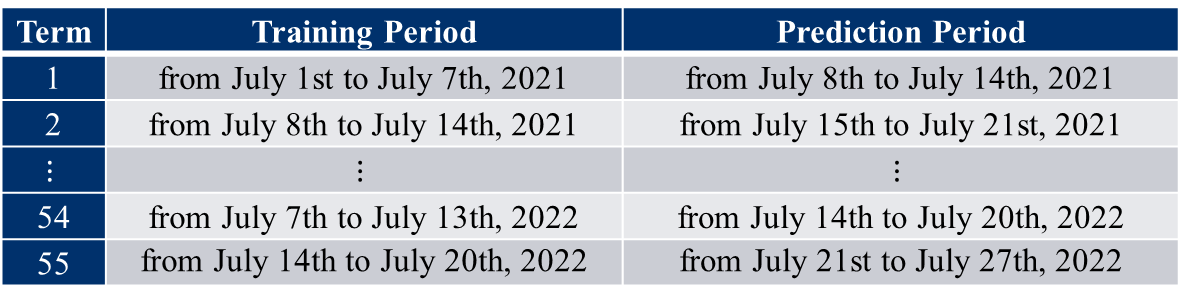 Term Training Period Prediction Period
1 from July 1st to July 7th, 2021 from July 8th to July 14th, 2021
2 from July 8th to July 14th, 2021 from July 15th to July 21st, 2021
⋮ ⋮ ⋮
54 from July 7th to July 13th, 2022 from July 14th to July 20th, 2022
55 from July 14th to July 20th, 2022 from July 21st to July 27th, 2022